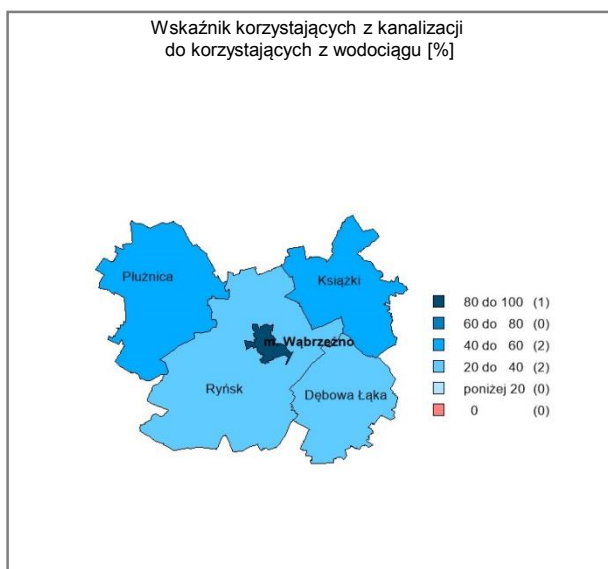 Wskaźnik korzystających z kanalizacji
do korzystających z wodociągu [%]
Płużnica
Książki
m. Wąbrzeźno
Ryńsk
Dębowa Łąka
80 do 100 (1)
60 do 80 (0)
40 do 60 (2)
20 do 40 (2)
poniżej 20 (0)
0 (0)